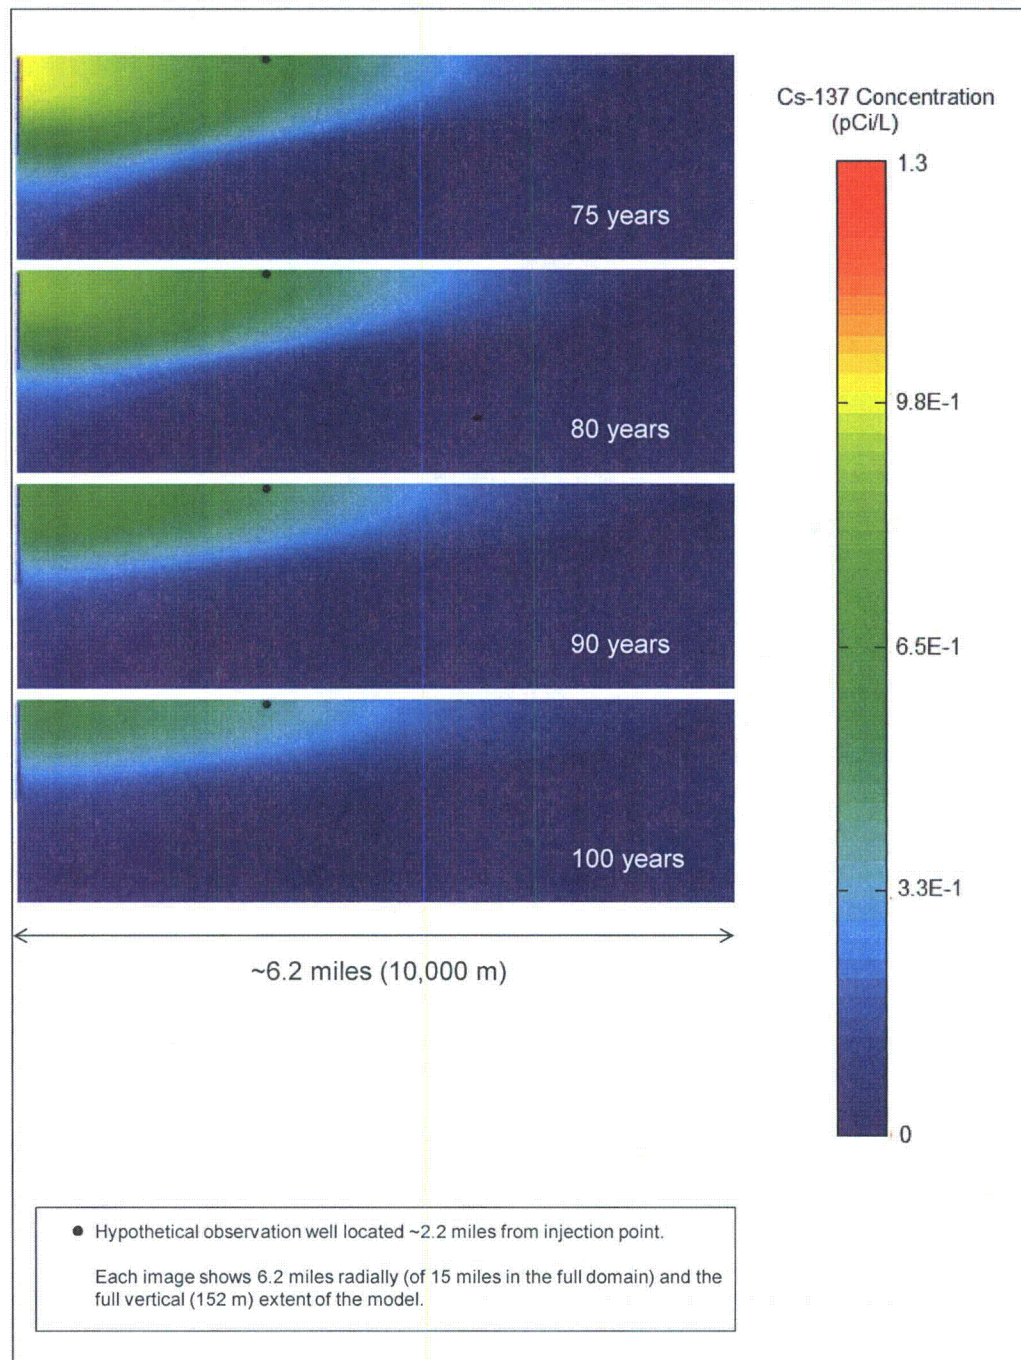 Cs-137 Concentration
(pCi/L)
1.3
75 years
9.8E-1
80 years
6.5E-1
90 years
3.3E-1
100 years
~6.2 miles (10,000 m)
0
● Hypothetical observation well located ~2.2 miles from injection point.
Each image shows 6.2 miles radially (of 15 miles in the full domain) and the
full vertical (152 m) extent of the model.